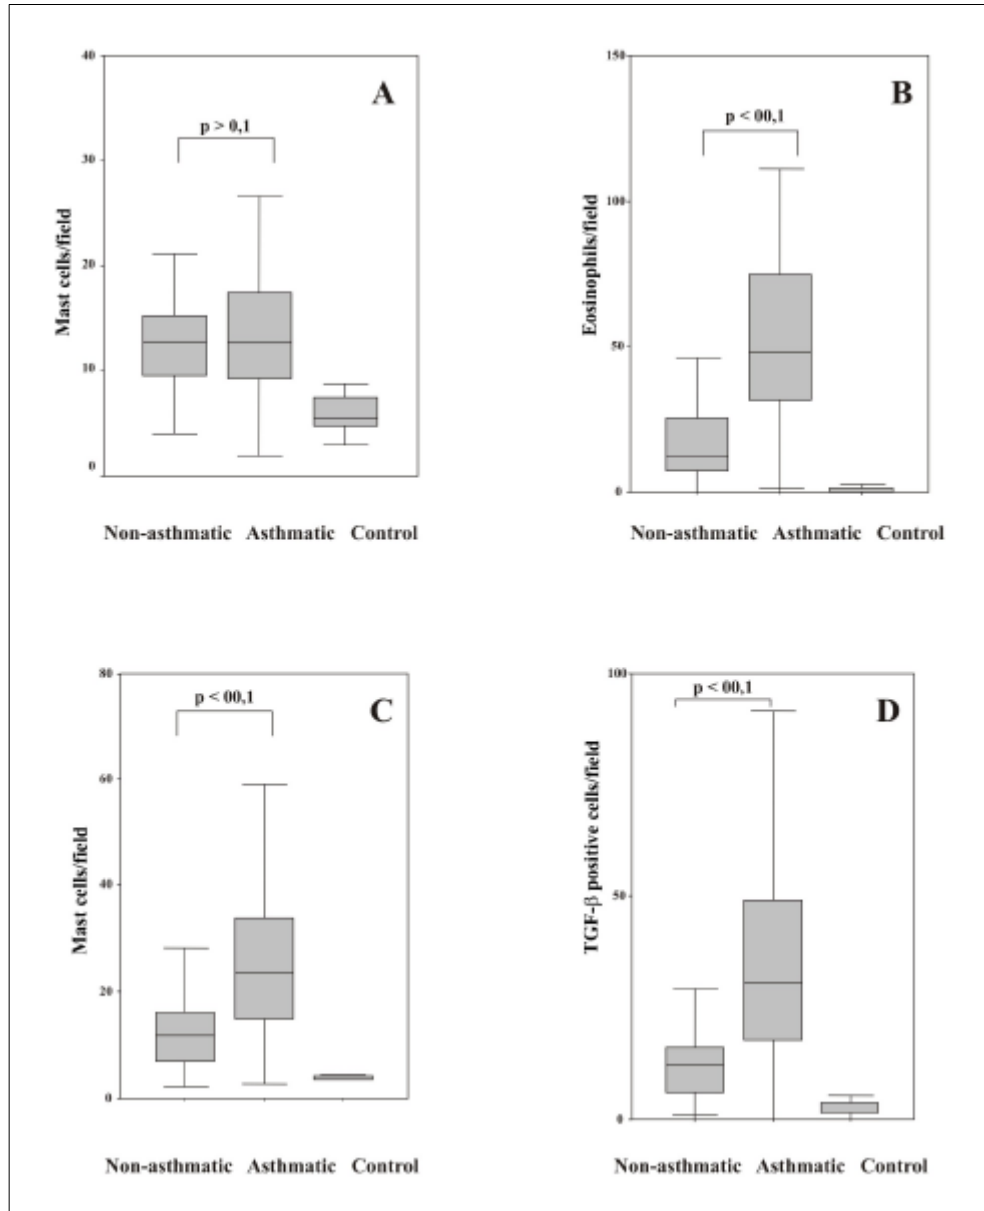 40
A
p > 0,1
30
Mast cells/field
20
10
0
Non-asthmatic Asthmatic Control
150
B
p < 00,1
100
Eosinophils/field
50
0
Non-asthmatic Asthmatic Control
80
p < 00,1
C
60
Mast cells/field
40
20
0
Non-asthmatic Asthmatic Control
100
p < 00,1
D
TGF-β positive cells/field
50
0
Non-asthmatic Asthmatic Control